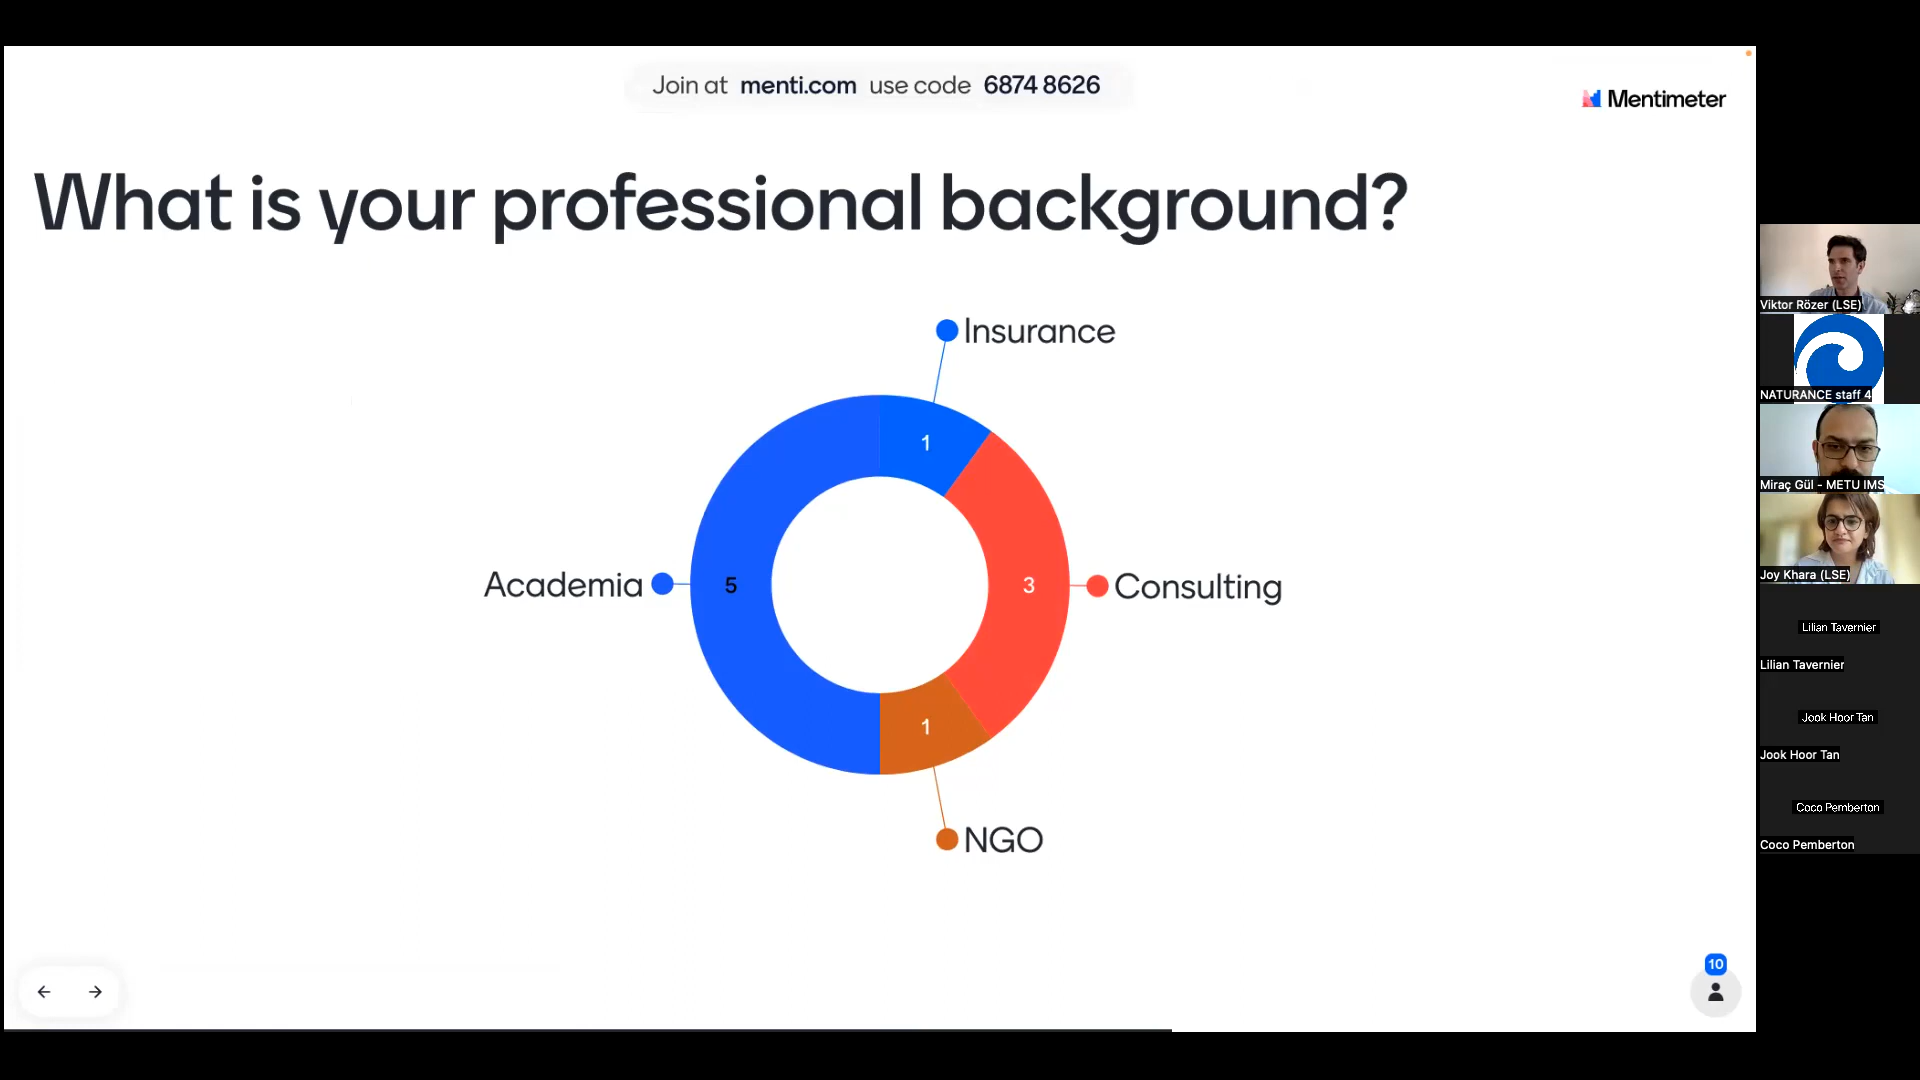 Join at menti.com use code 6874 8626
Mentimeter
What is your professional background?
Insurance
1
Academia
5
3
Consulting
1
NGO
10
Viktor Rözer (LSE)
NATURANCE staff 4
Miraç Gül - METU IMS
Joy Khara (LSE)
Lilian Tavernier
Lilian Tavernier
Jook Hoor Tan
Jook Hoor Tan
Coco Pemberton
Coco Pemberton